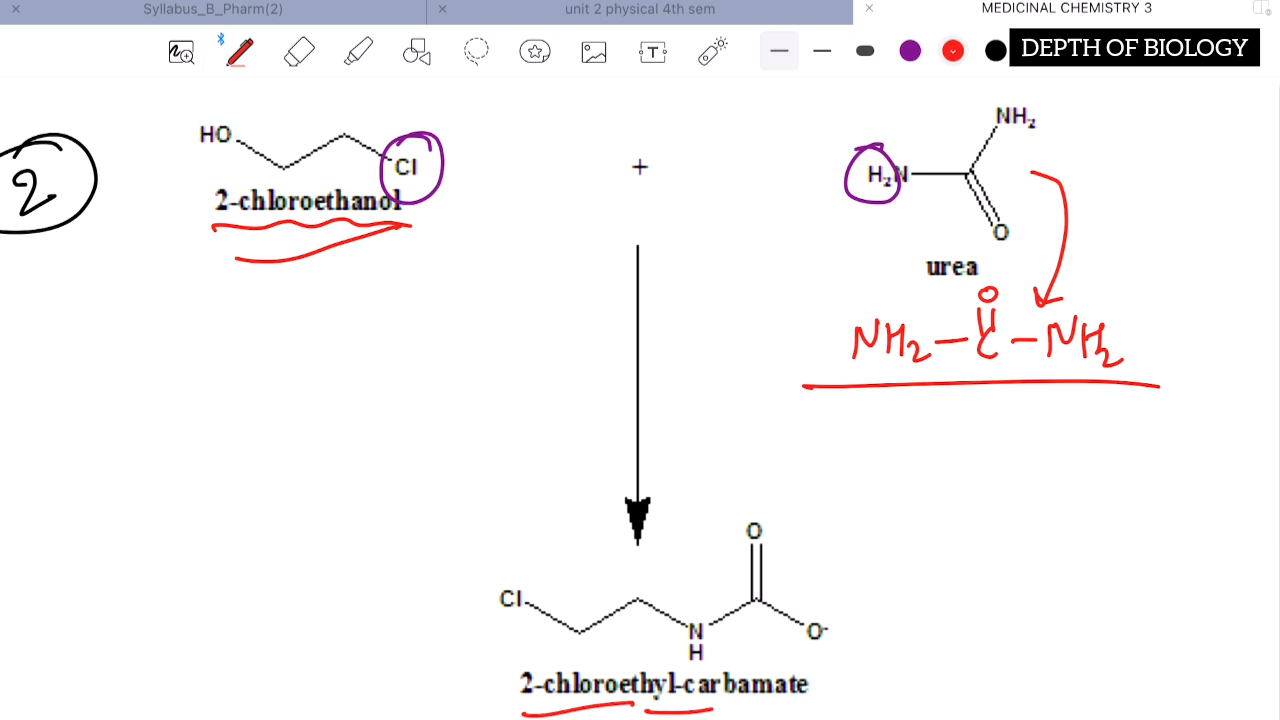 Syllabus_B_Pharm(2)
unit 2 physical 4th sem
MEDICINAL CHEMISTRY 3
DEPTH OF BIOLOGY
T
2
HO
Cl
2-chloroethanol
+
NH₂
H₂N
O
urea
O
NH2 – C – NH2
O
Cl
N
H
O-
2-chloroethyl-carbamate